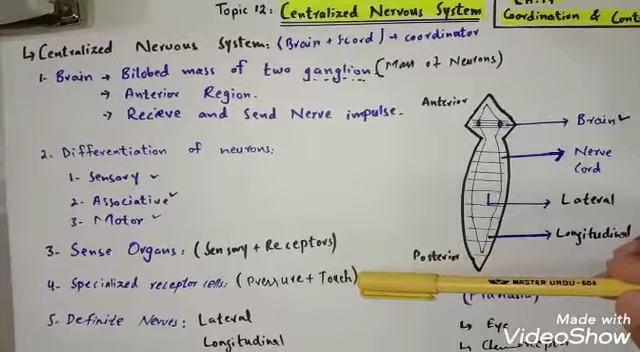 Topic 12: Centralized Nervous System
Coordination & Cont
↳ Centralized Nervous System: (Brain + S.cord) → coordinator
1- Brain → Bilobed mass of two ganglion (Mass of Neurons)
→ Anterior Region.
→ Recieve and Send Nerve impulse.
2. Differentiation of neurons:
1- Sensory ✓
2. Associative ✓
3- Motor ✓
3- Sense Organs: (Sensory + Receptors)
4- Specialized receptor cells: (Pressure + Touch)
5- Definite Nerves: Lateral
Longitudinal
Anterior
Brain ✓
Nerve
Cord
Lateral
Longitudinal
Posterior
MASTER URDU-604
(Planaria)
↳ Eye
Made with
VideoShow